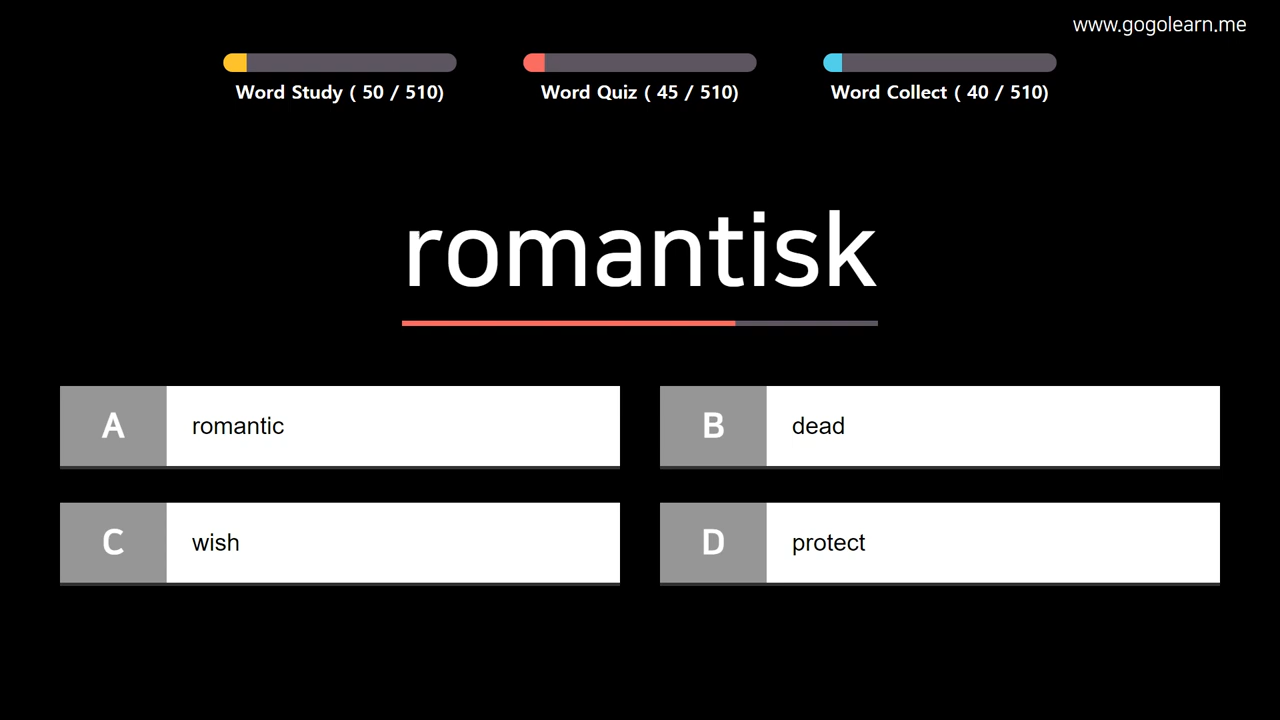 www.gogolearn.me
Word Study ( 50 / 510)
Word Quiz ( 45 / 510)
Word Collect ( 40 / 510)
romantisk
A romantic
B dead
C wish
D protect